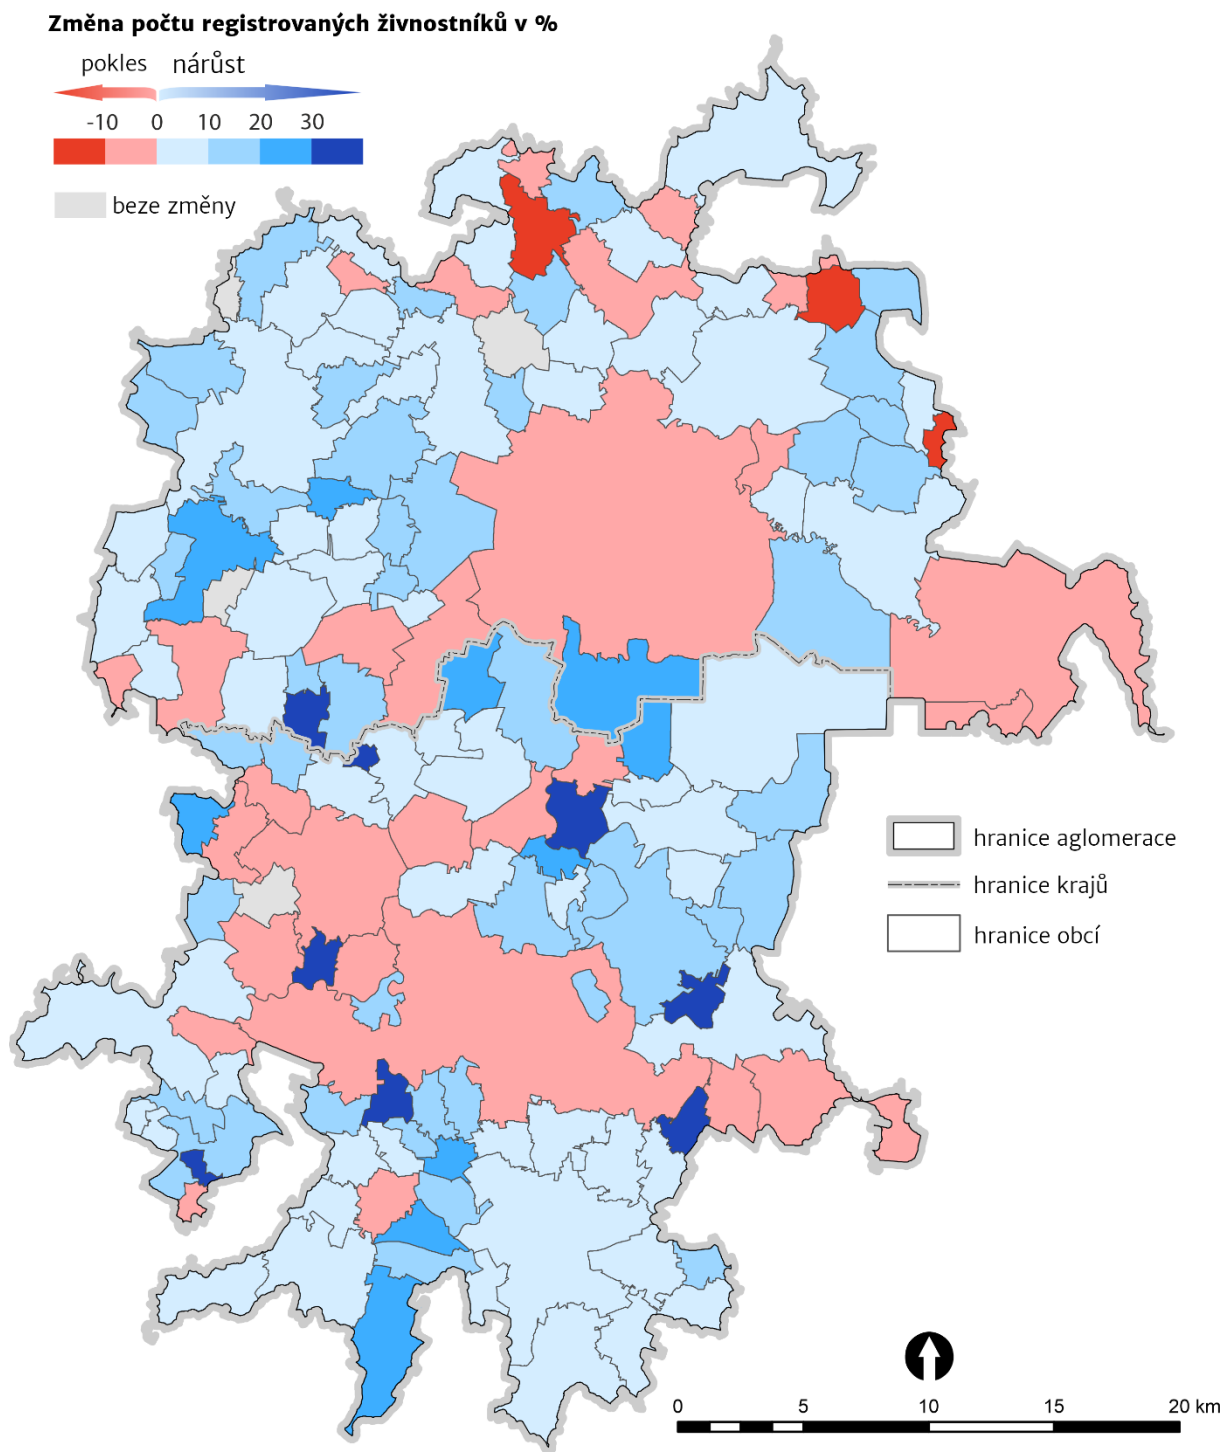 Změna počtu registrovaných živnostníků v %
pokles nárůst
-10 0 10 20 30
beze změny
hranice aglomerace
hranice krajů
hranice obcí
0 5 10 15 20 km